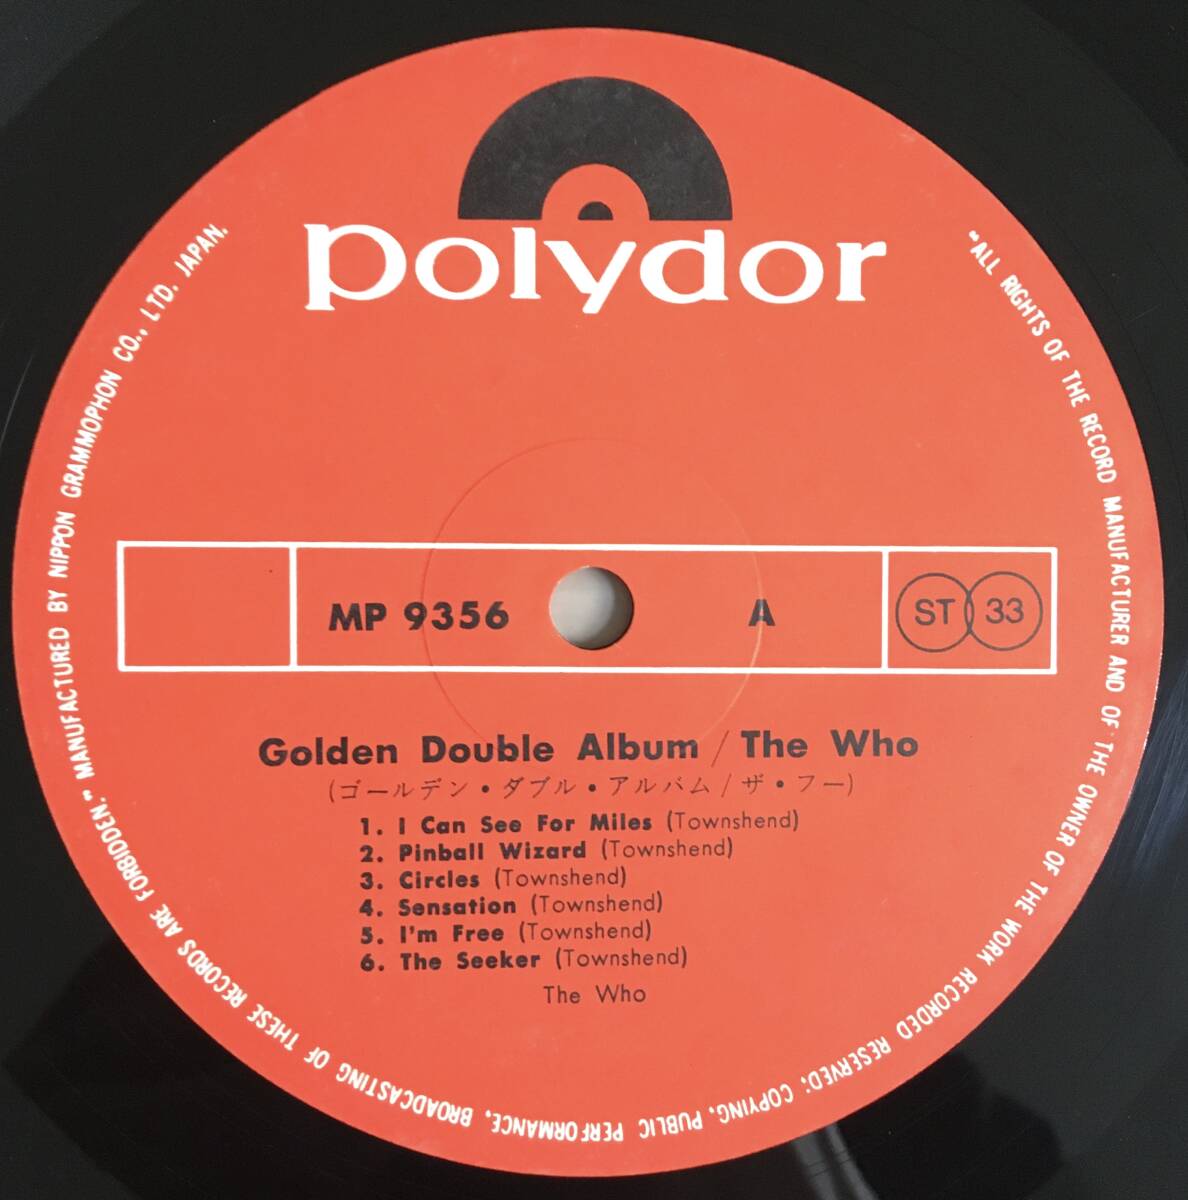 polydor
MP 9356 A ST 33
Golden Double Album / The Who
(ゴールデン・ダブル・アルバム / ザ・フー)
1. I Can See For Miles (Townshend)
2. Pinball Wizard (Townshend)
3. Circles (Townshend)
4. Sensation (Townshend)
5. I'm Free (Townshend)
6. The Seeker (Townshend)
The Who
"ALL RIGHTS OF THE RECORD MANUFACTURER AND OF THE OWNER OF THE WORK RECORDED RESERVED; COPYING, PUBLIC PERFORMANCE, BROADCASTING OF THESE RECORDS ARE FORBIDDEN." MANUFACTURED BY NIPPON GRAMMOPHON CO., LTD. JAPAN.